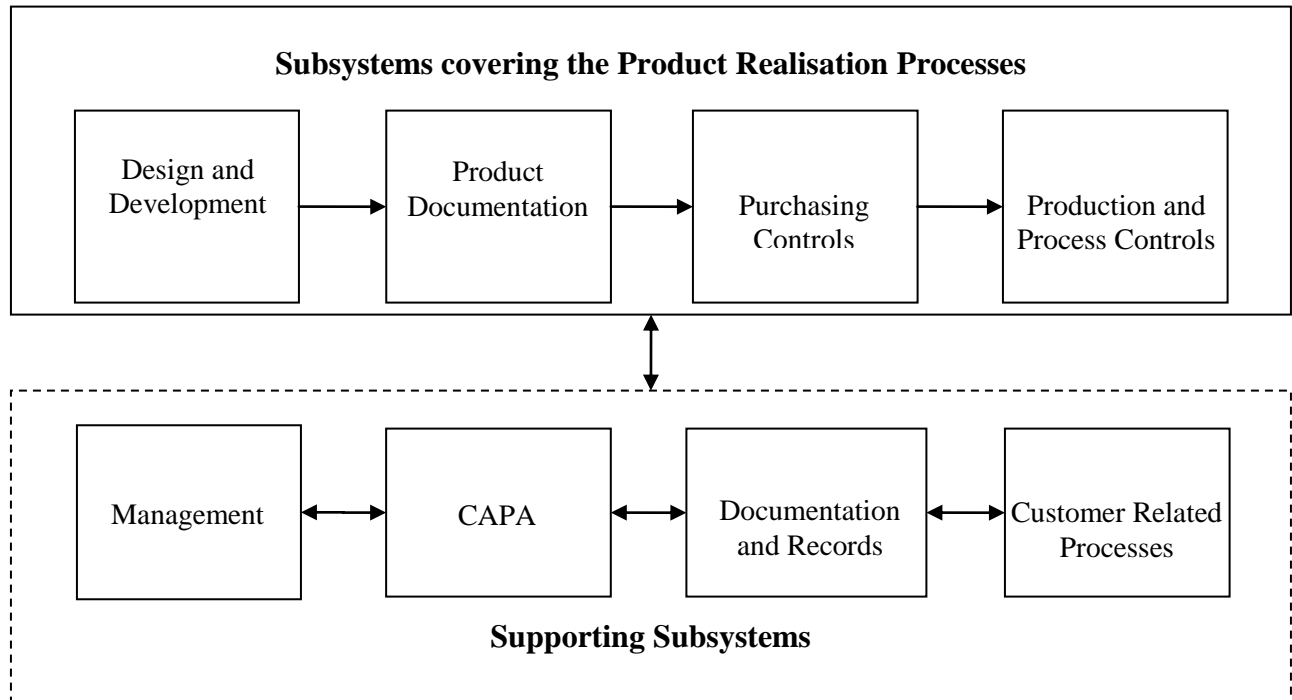 Subsystems covering the Product Realisation Processes
Design and
Development
Product
Documentation
Purchasing
Controls
Production and
Process Controls
Management
CAPA
Documentation
and Records
Customer Related
Processes
Supporting Subsystems